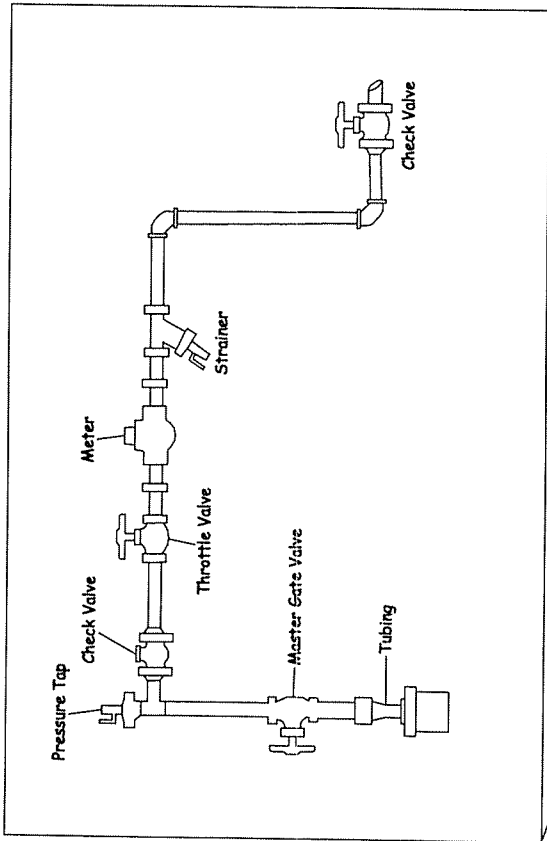 Pressure Tap
Check Valve
Throttle Valve
Meter
Strainer
Check Valve
Master Gate Valve
Tubing